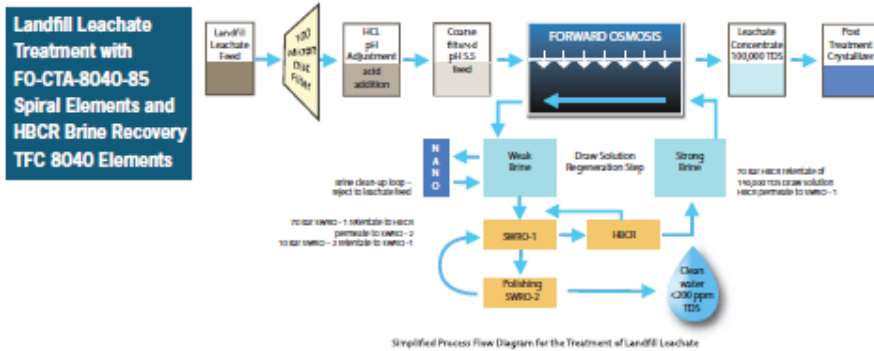 Landfill Leachate
Treatment with
FO-CTA-8040-85
Spiral Elements and
HBCR Brine Recovery
TFC 8040 Elements
Landfill
Leachate
Feed
100
Micron
Disc
Filter
HCL
pH
Adjustment
acid
addition
Coarse
filtered
pH 5.5
feed
FORWARD OSMOSIS
Leachate
Concentrate
100,000 TDS
Post
Treatment
Crystallizer
NANO
Weak
Brine
Draw Solution
Regeneration Step
Strong
Brine
Brine clean-up loop –
reject to leachate feed
70 Bar HBCR retentate of
190,000 TDS Draw solution
HBCR permeate to SWRO – 1
70 Bar SWRO – 1 retentate to HBCR
permeate to SWRO – 2
10 Bar SWRO – 2 retentate to SWRO –1
SWRO-1
HBCR
Polishing
SWRO-2
Clean
water
<200 ppm
TDS
Simplified Process Flow Diagram for the Treatment of Landfill Leachate